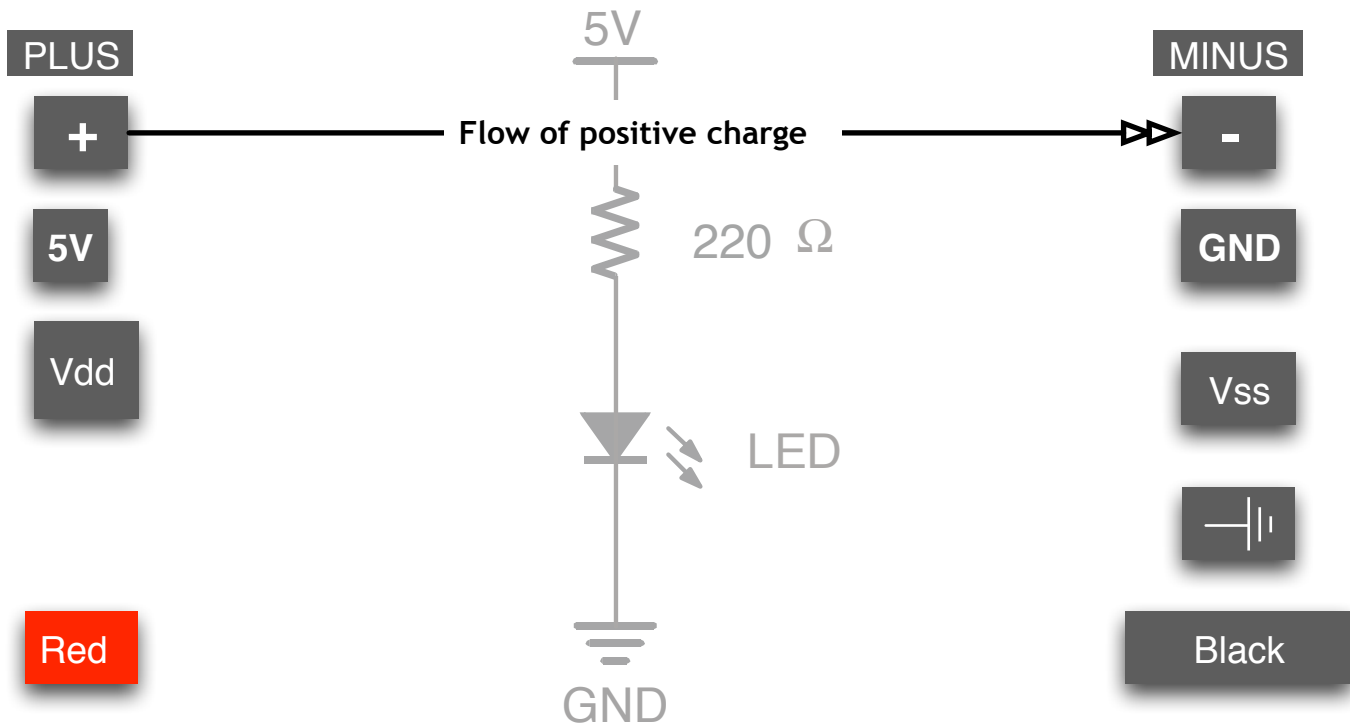 5V
PLUS
MINUS
+
Flow of positive charge
-
5V
220 Ω
GND
Vdd
Vss
LED
Red
Black
GND